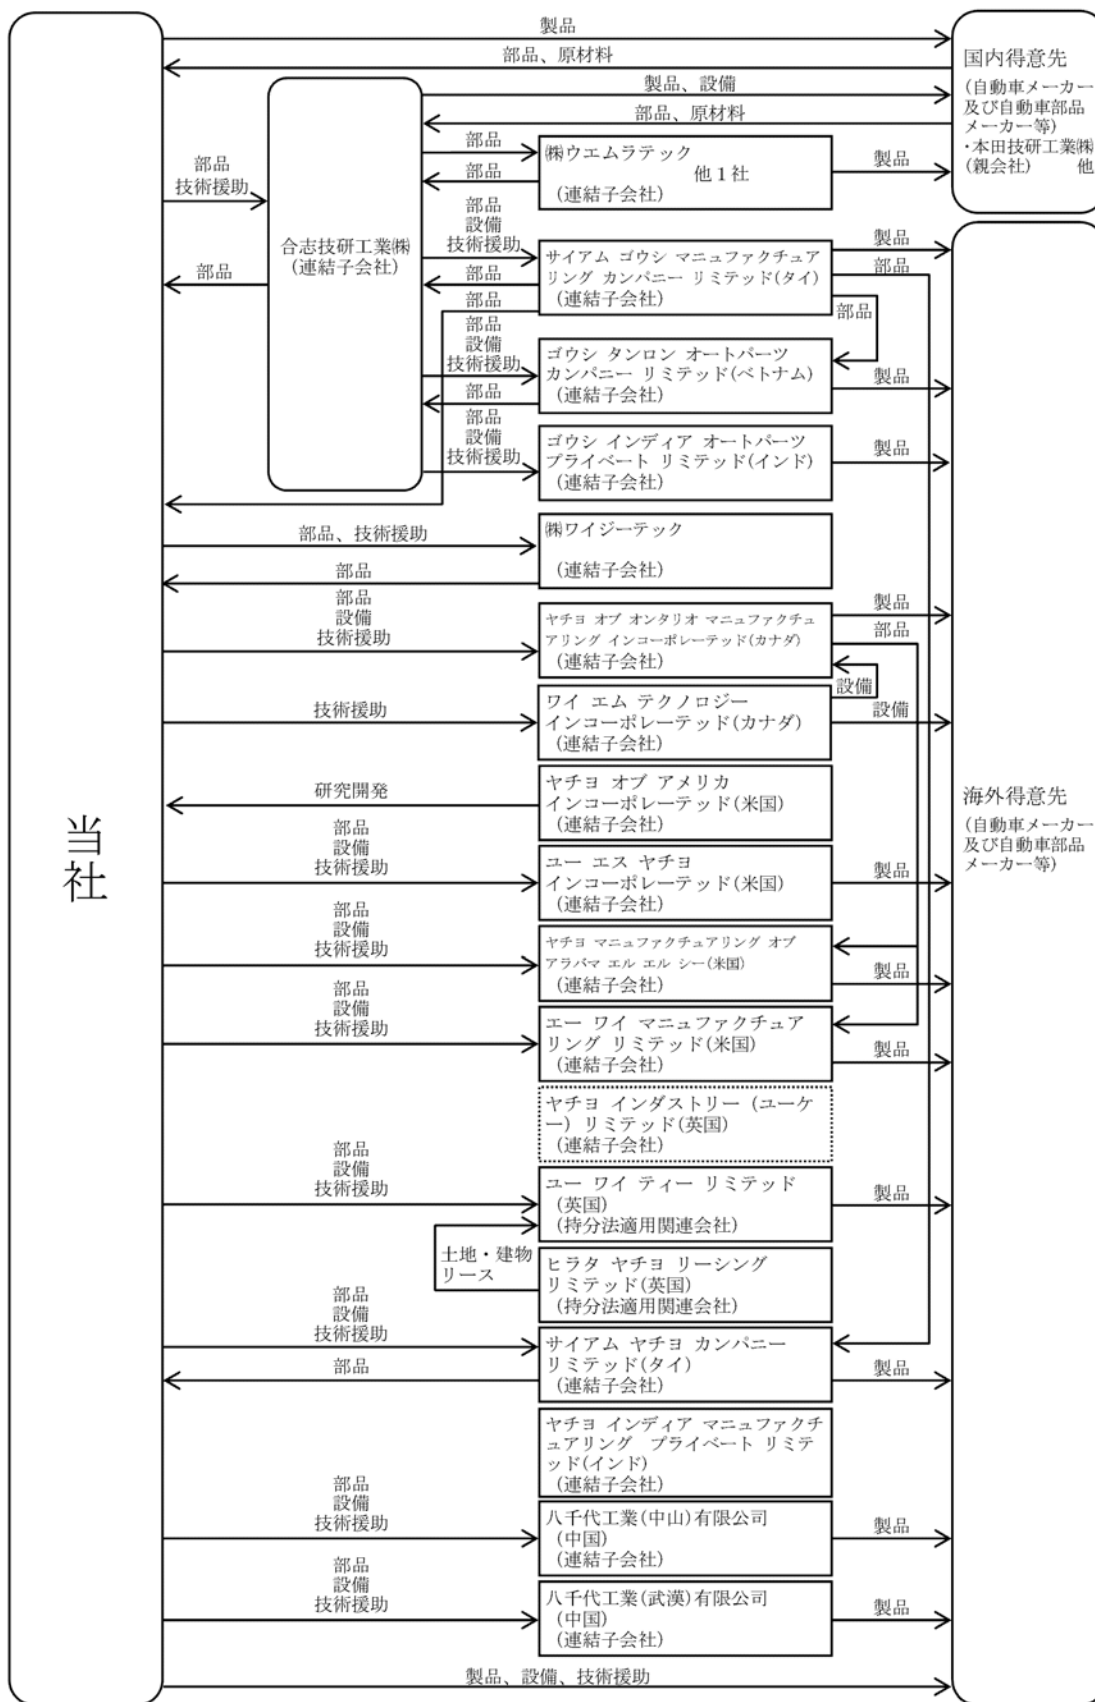 製品
部品、原材料
国内得意先
(自動車メーカー
及び自動車部品
メーカー等)
・本田技研工業㈱
(親会社)　他
製品、設備
部品、原材料
部品
技術援助
部品
合志技研工業㈱
(連結子会社)
部品
部品
㈱ウエムラテック
他１社
(連結子会社)
製品
部品
設備
技術援助
部品
部品
サイアム ゴウシ マニュファクチュア
リング カンパニー リミテッド(タイ)
(連結子会社)
製品
部品
部品
部品
設備
技術援助
部品
ゴウシ タンロン オートパーツ
カンパニー リミテッド(ベトナム)
(連結子会社)
製品
部品
設備
技術援助
ゴウシ インディア オートパーツ
プライベート リミテッド(インド)
(連結子会社)
製品
部品、技術援助
部品
㈱ワイジーテック
(連結子会社)
部品
設備
技術援助
ヤチヨ オブ オンタリオ マニュファクチュ
アリング インコーポレーテッド(カナダ)
(連結子会社)
製品
部品
設備
技術援助
ワイ エム テクノロジー
インコーポレーテッド(カナダ)
(連結子会社)
設備
研究開発
ヤチヨ オブ アメリカ
インコーポレーテッド(米国)
(連結子会社)
海外得意先
(自動車メーカー
及び自動車部品
メーカー等)
当社
部品
設備
技術援助
ユー エス ヤチヨ
インコーポレーテッド(米国)
(連結子会社)
製品
部品
設備
技術援助
ヤチヨ マニュファクチュアリング オブ
アラバマ エル エル シー(米国)
(連結子会社)
製品
部品
設備
技術援助
エー ワイ マニュファクチュア
リング リミテッド(米国)
(連結子会社)
製品
ヤチヨ インダストリー (ユーケ
ー) リミテッド(英国)
(連結子会社)
部品
設備
技術援助
ユー ワイ ティー リミテッド
(英国)
(持分法適用関連会社)
製品
土地・建物
リース
ヒラタ ヤチヨ リーシング
リミテッド(英国)
(持分法適用関連会社)
部品
設備
技術援助
部品
サイアム ヤチヨ カンパニー
リミテッド(タイ)
(連結子会社)
製品
ヤチヨ インディア マニュファクチ
ュアリング　プライベート リミテ
ッド(インド)
(連結子会社)
部品
設備
技術援助
八千代工業(中山)有限公司
(中国)
(連結子会社)
製品
部品
設備
技術援助
八千代工業(武漢)有限公司
(中国)
(連結子会社)
製品
製品、設備、技術援助